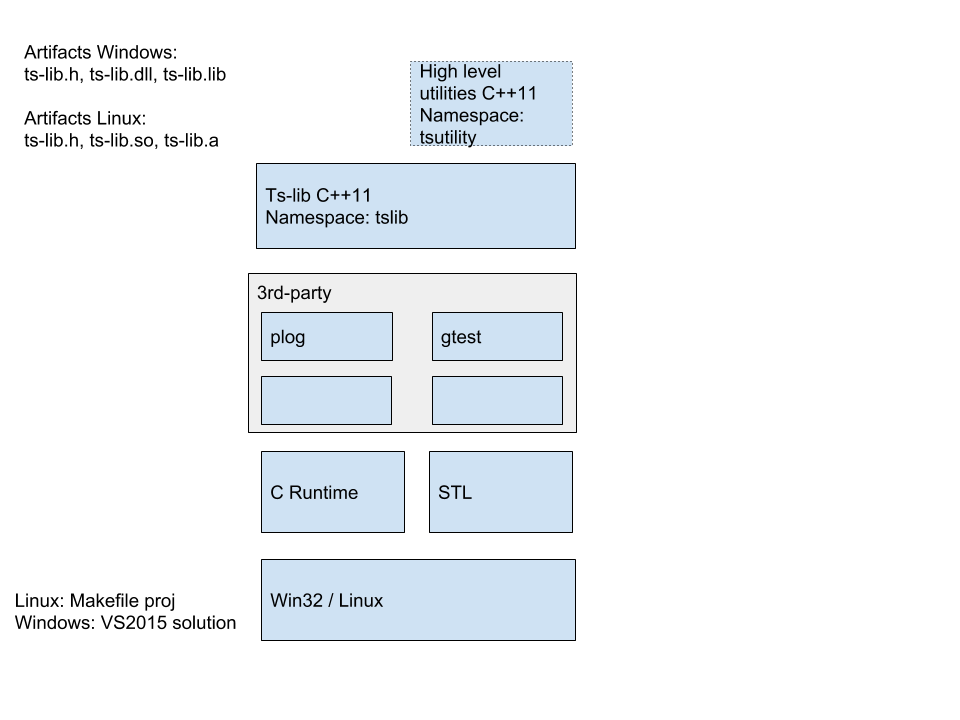 Artifacts Windows:
ts-lib.h, ts-lib.dll, ts-lib.lib
Artifacts Linux:
ts-lib.h, ts-lib.so, ts-lib.a
High level
utilities C++11
Namespace:
tsutility
Ts-lib C++11
Namespace: tslib
3rd-party
plog
gtest
C Runtime
STL
Linux: Makefile proj
Windows: VS2015 solution
Win32 / Linux